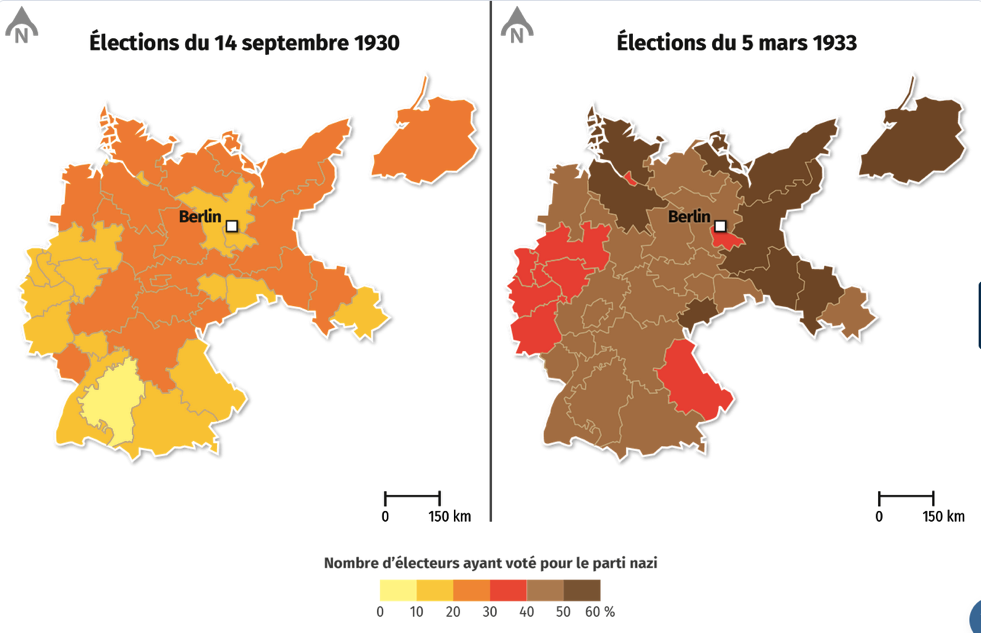 N
Élections du 14 septembre 1930
Berlin
0 150 km
N
Élections du 5 mars 1933
Berlin
0 150 km
Nombre d'électeurs ayant voté pour le parti nazi
0 10 20 30 40 50 60 %